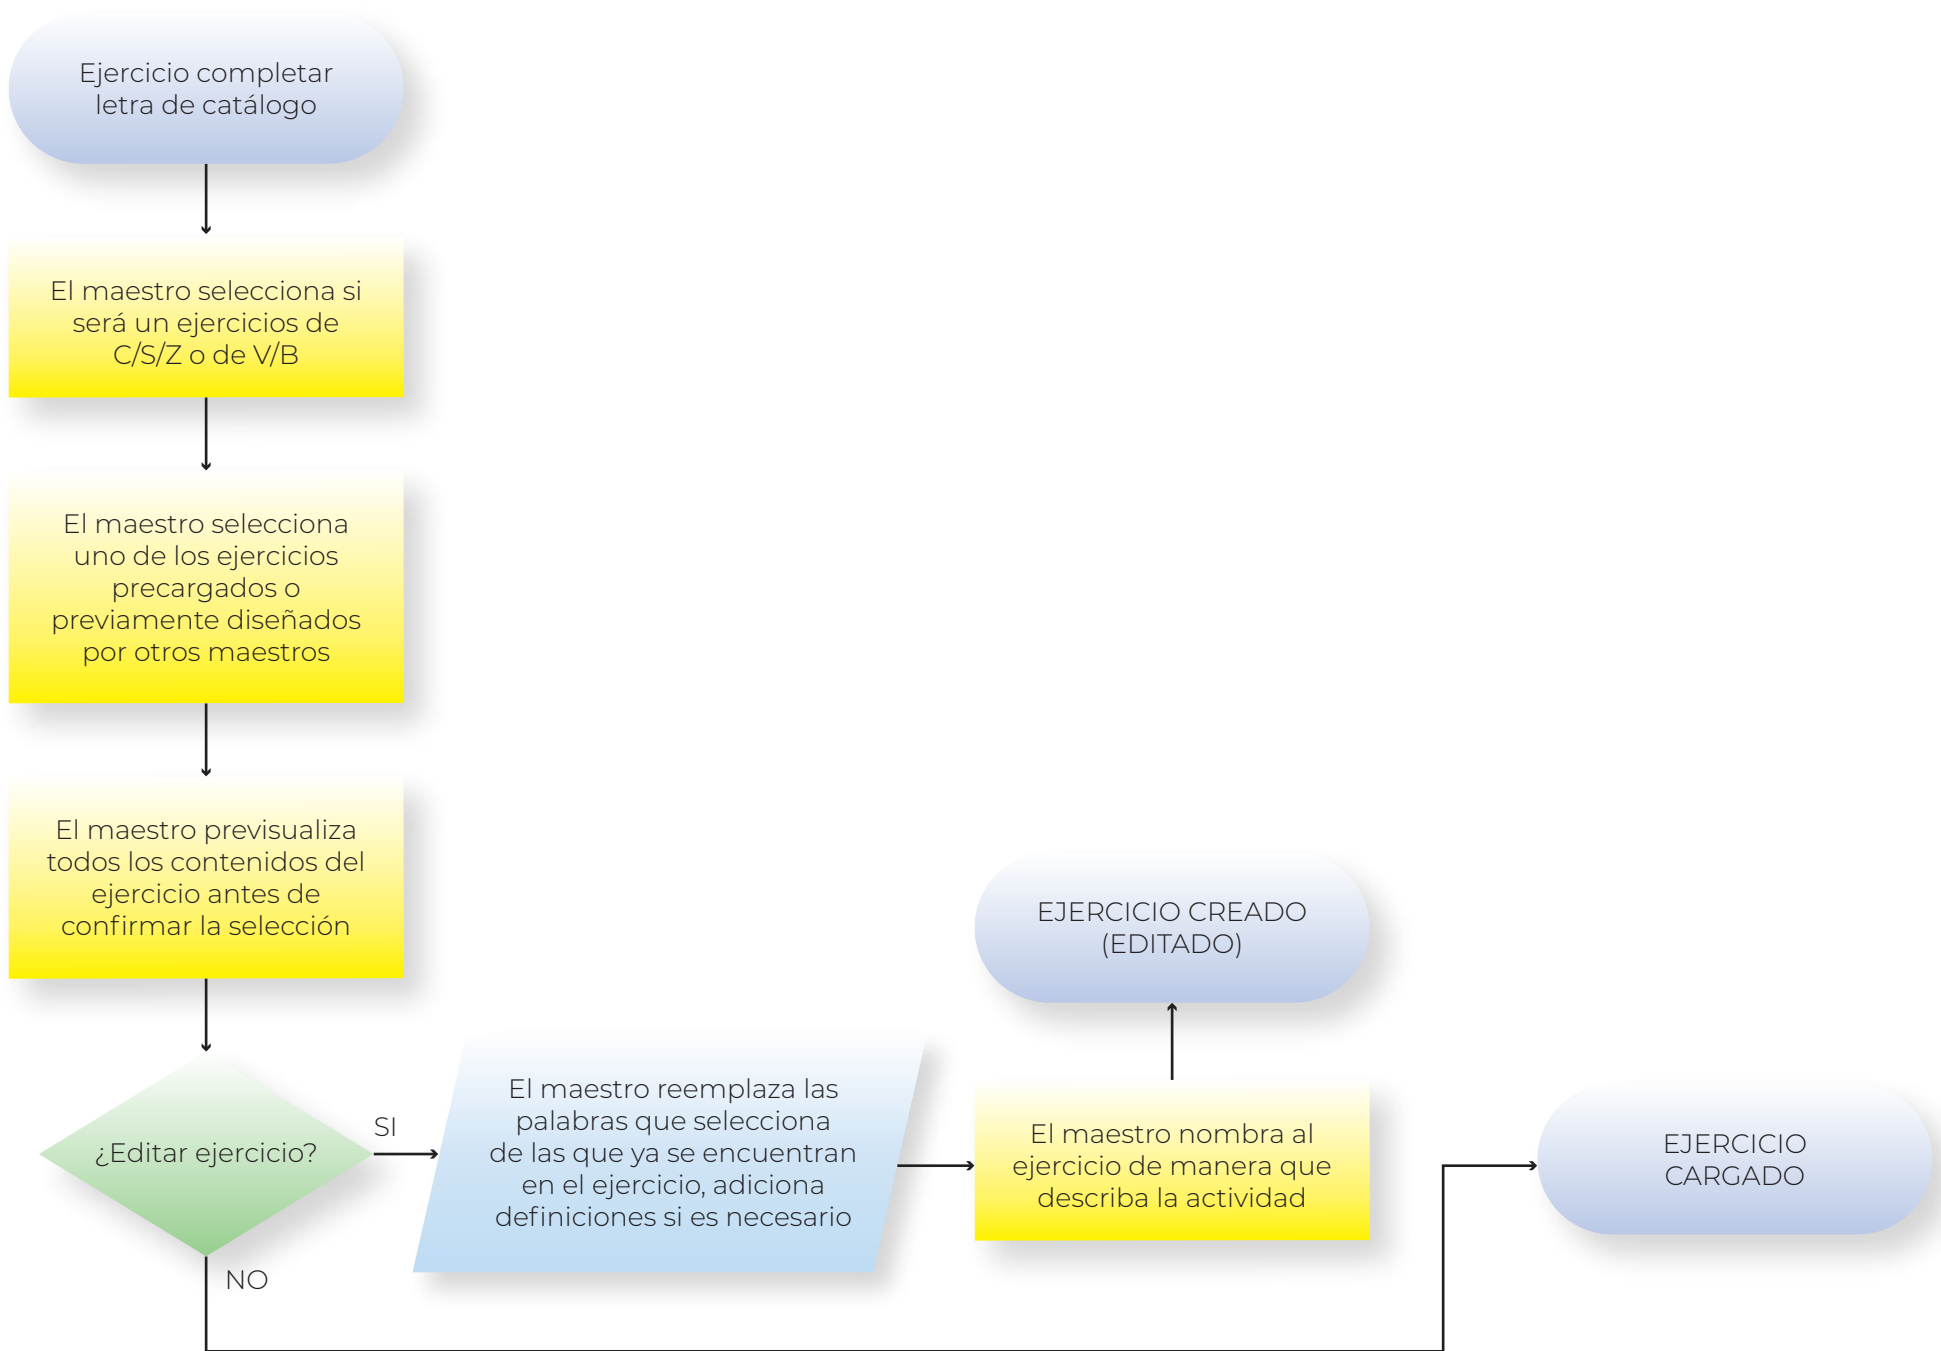 Ejercicio completar
letra de catálogo
El maestro selecciona si
será un ejercicios de
C/S/Z o de V/B
El maestro selecciona
uno de los ejercicios
precargados o
previamente diseñados
por otros maestros
El maestro previsualiza
todos los contenidos del
ejercicio antes de
confirmar la selección
¿Editar ejercicio?
SI
NO
El maestro reemplaza las
palabras que selecciona
de las que ya se encuentran
en el ejercicio, adiciona
definiciones si es necesario
El maestro nombra al
ejercicio de manera que
describa la actividad
EJERCICIO CREADO
(EDITADO)
EJERCICIO
CARGADO